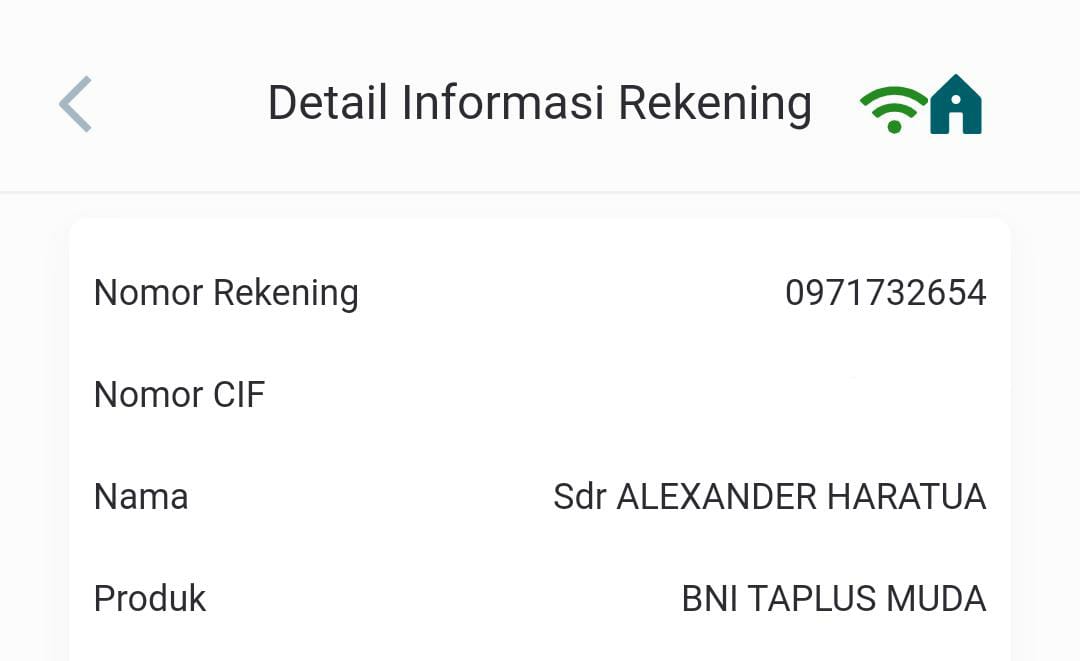 Detail Informasi Rekening
Nomor Rekening 0971732654
Nomor CIF
Nama Sdr ALEXANDER HARATUA
Produk BNI TAPLUS MUDA